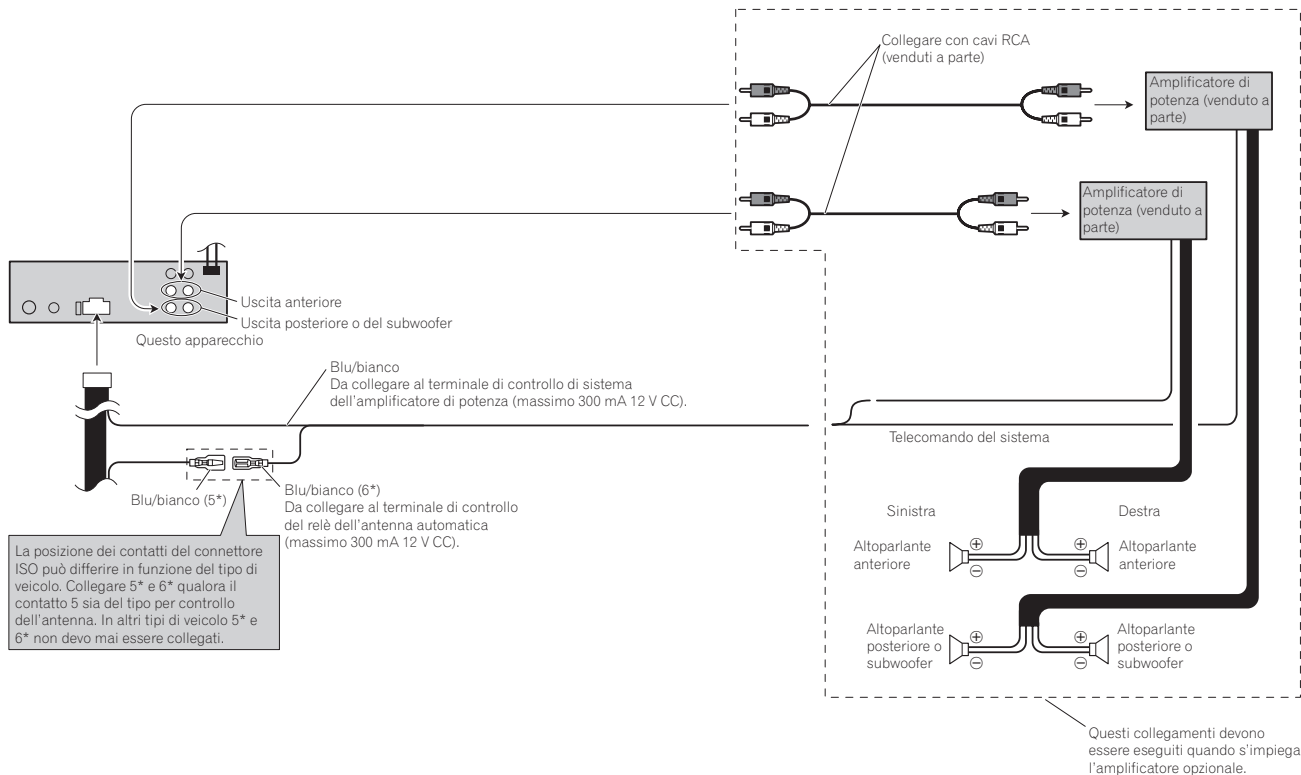 Collegare con cavi RCA
(venduti a parte)
Amplificatore di
potenza (venduto a
parte)
Amplificatore di
potenza (venduto a
parte)
Uscita anteriore
Uscita posteriore o del subwoofer
Questo apparecchio
Blu/bianco
Da collegare al terminale di controllo di sistema
dell'amplificatore di potenza (massimo 300 mA 12 V CC).
Telecomando del sistema
Blu/bianco (5*)
Blu/bianco (6*)
Da collegare al terminale di controllo
del relè dell'antenna automatica
(massimo 300 mA 12 V CC).
La posizione dei contatti del connettore
ISO può differire in funzione del tipo di
veicolo. Collegare 5* e 6* qualora il
contatto 5 sia del tipo per controllo
dell'antenna. In altri tipi di veicolo 5* e
6* non devo mai essere collegati.
Sinistra
Destra
Altoparlante
anteriore
⊕
⊖
⊕
⊖
Altoparlante
anteriore
Altoparlante
posteriore o
subwoofer
⊕
⊖
⊕
⊖
Altoparlante
posteriore o
subwoofer
Questi collegamenti devono
essere eseguiti quando s'impiega
l'amplificatore opzionale.